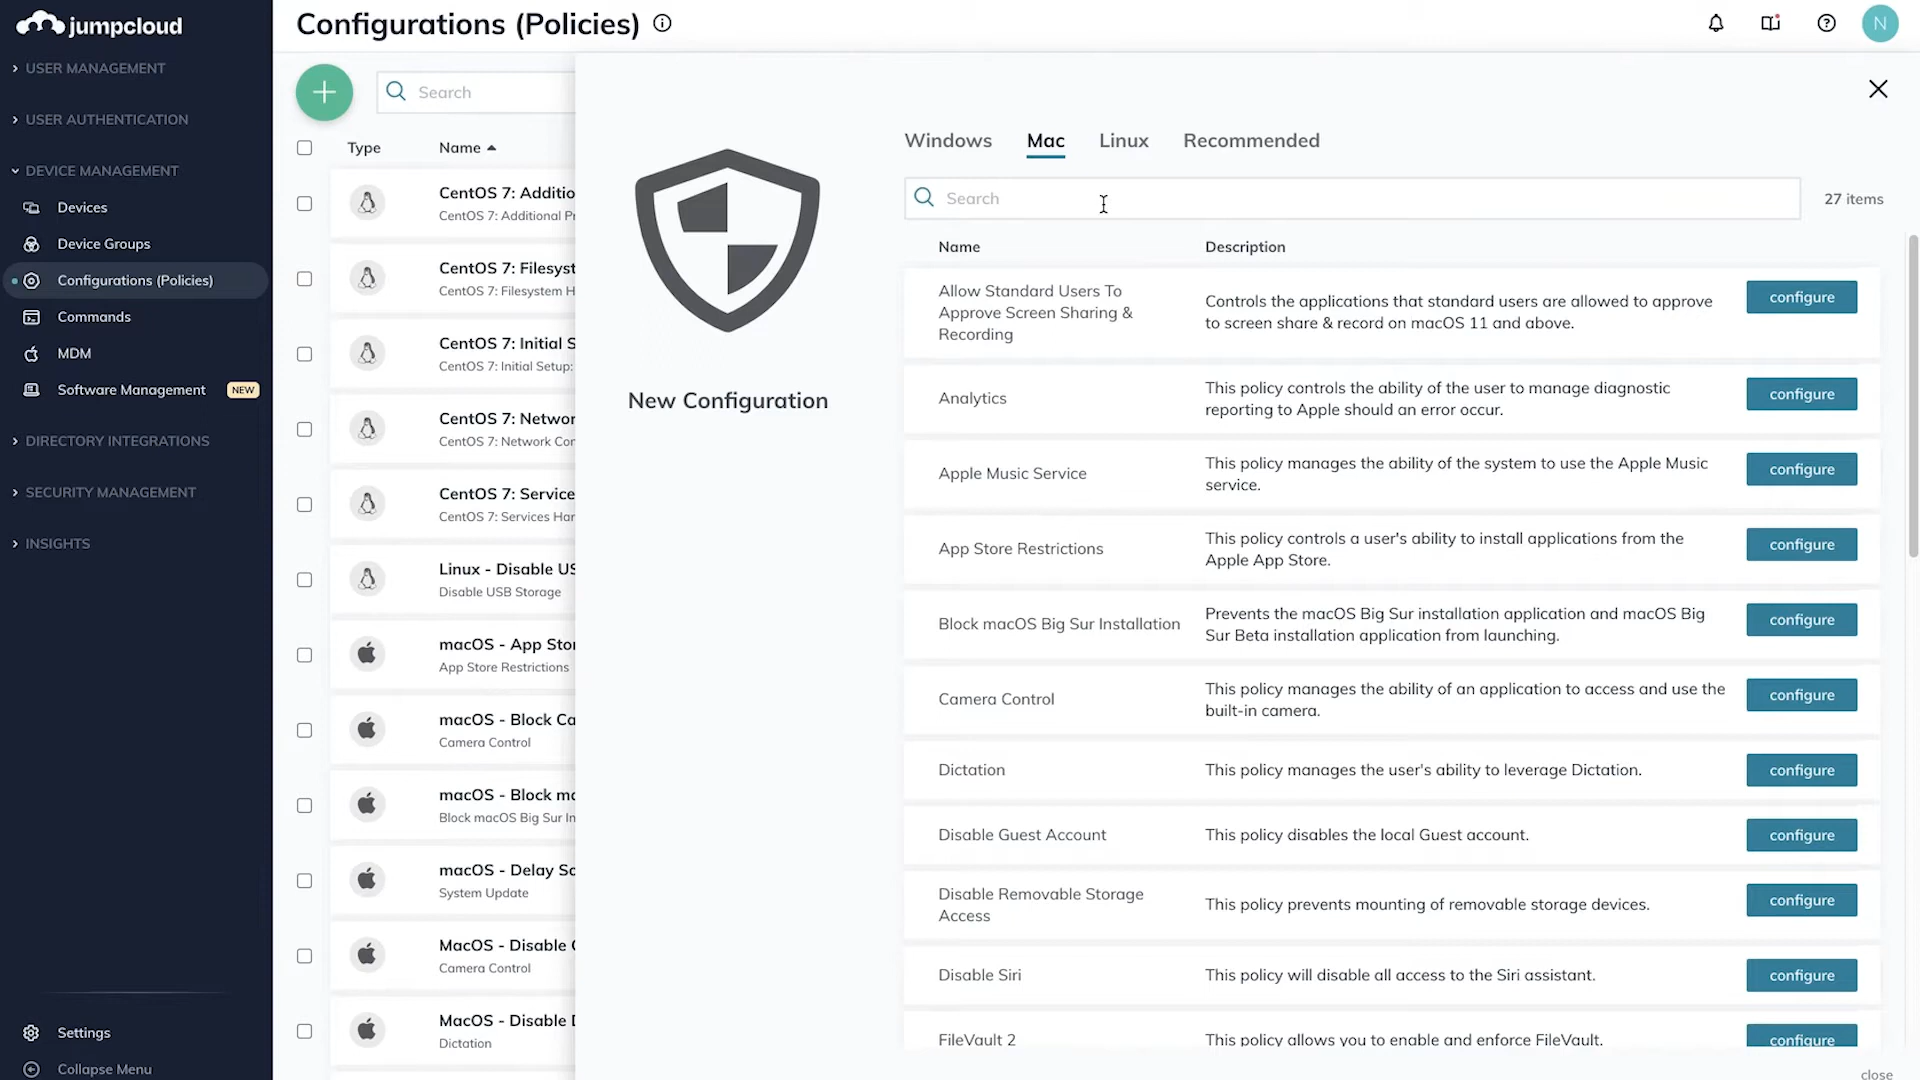 jumpcloud
USER MANAGEMENT
USER AUTHENTICATION
DEVICE MANAGEMENT
Devices
Device Groups
Configurations (Policies)
Commands
MDM
Software Management NEW
DIRECTORY INTEGRATIONS
SECURITY MANAGEMENT
INSIGHTS
Settings
Collapse Menu
Configurations (Policies)
N
Search
Type Name
CentOS 7: Additio
CentOS 7: Additional Pr
CentOS 7: Filesyst
CentOS 7: Filesystem H
CentOS 7: Initial S
CentOS 7: Initial Setup:
CentOS 7: Networ
CentOS 7: Network Con
CentOS 7: Service
CentOS 7: Services Har
Linux - Disable US
Disable USB Storage
macOS - App Stor
App Store Restrictions
macOS - Block Ca
Camera Control
macOS - Block ma
Block macOS Big Sur In
macOS - Delay So
System Update
MacOS - Disable C
Camera Control
MacOS - Disable D
Dictation
New Configuration
Windows Mac Linux Recommended
Search
27 items
Name Description
Allow Standard Users To
Approve Screen Sharing &
Recording
Controls the applications that standard users are allowed to approve
to screen share & record on macOS 11 and above.
configure
Analytics
This policy controls the ability of the user to manage diagnostic
reporting to Apple should an error occur.
configure
Apple Music Service
This policy manages the ability of the system to use the Apple Music
service.
configure
App Store Restrictions
This policy controls a user's ability to install applications from the
Apple App Store.
configure
Block macOS Big Sur Installation
Prevents the macOS Big Sur installation application and macOS Big
Sur Beta installation application from launching.
configure
Camera Control
This policy manages the ability of an application to access and use the
built-in camera.
configure
Dictation
This policy manages the user's ability to leverage Dictation.
configure
Disable Guest Account
This policy disables the local Guest account.
configure
Disable Removable Storage
Access
This policy prevents mounting of removable storage devices.
configure
Disable Siri
This policy will disable all access to the Siri assistant.
configure
FileVault 2
This policy allows you to enable and enforce FileVault.
configure
close